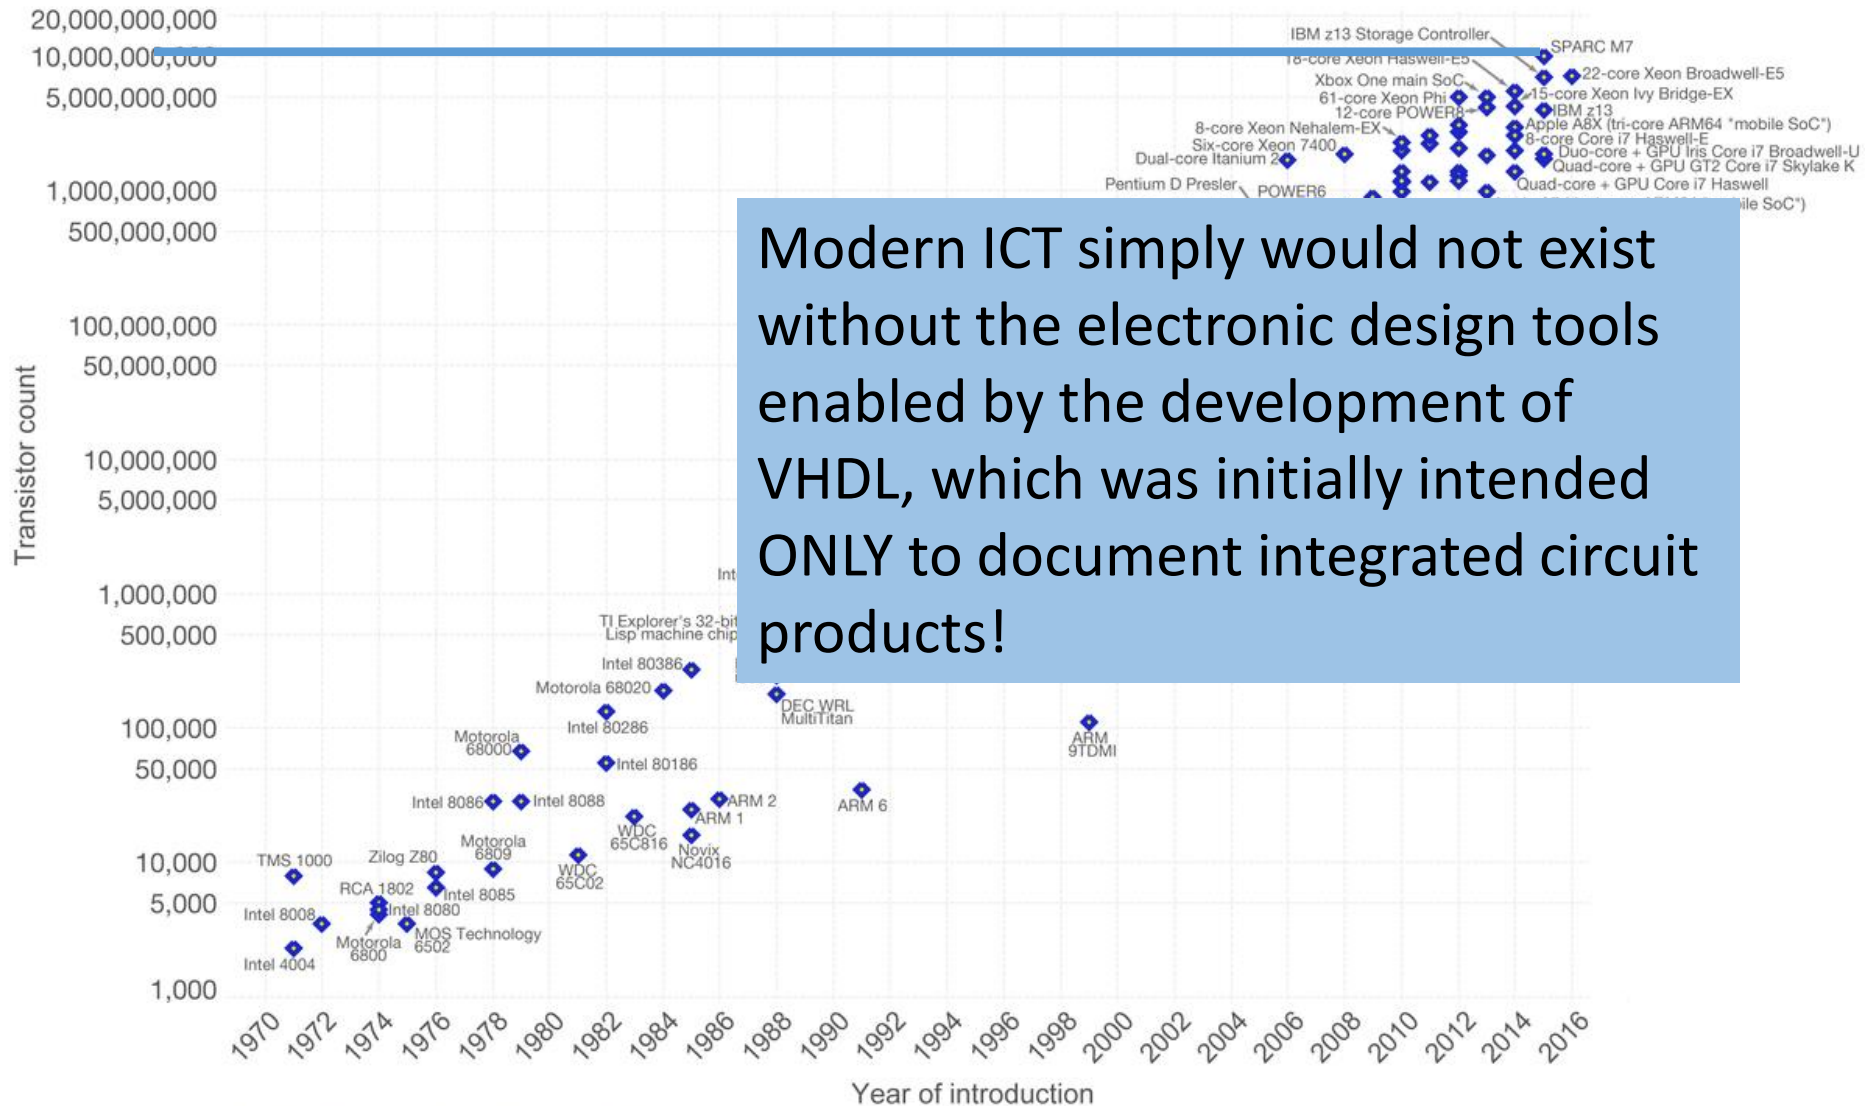 20,000,000,000
10,000,000,000
5,000,000,000
1,000,000,000
500,000,000
100,000,000
50,000,000
10,000,000
5,000,000
1,000,000
500,000
100,000
50,000
10,000
5,000
1,000
Transistor count
IBM z13 Storage Controller
SPARC M7
18-core Xeon Haswell-E5
22-core Xeon Broadwell-E5
Xbox One main SoC
61-core Xeon Phi
15-core Xeon Ivy Bridge-EX
12-core POWER8
IBM z13
8-core Xeon Nehalem-EX
Apple A8X (tri-core ARM64 "mobile SoC")
Six-core Xeon 7400
8-core Core i7 Haswell-E
Dual-core Itanium 2
Duo-core + GPU Iris Core i7 Broadwell-U
Quad-core + GPU GT2 Core i7 Skylake K
Pentium D Presler
POWER6
Quad-core + GPU Core i7 Haswell
SoC")
Modern ICT simply would not exist
without the electronic design tools
enabled by the development of
VHDL, which was initially intended
ONLY to document integrated circuit
products!
TI Explorer's 32-bit
Lisp machine chip
Intel 80386
Motorola 68020
DEC WRL
MultiTitan
Intel 80286
Motorola
68000
ARM
9TDMI
Intel 80186
Intel 8086
Intel 8088
ARM 2
ARM 6
ARM 1
WDC
65C816
Novix
NC4016
Motorola
6809
TMS 1000
Zilog Z80
WDC
65C02
RCA 1802
Intel 8085
Intel 8008
Intel 8080
Motorola
6800
MOS Technology
6502
Intel 4004
1970
1972
1974
1976
1978
1980
1982
1984
1986
1988
1990
1992
1994
1996
1998
2000
2002
2004
2006
2008
2010
2012
2014
2016
Year of introduction